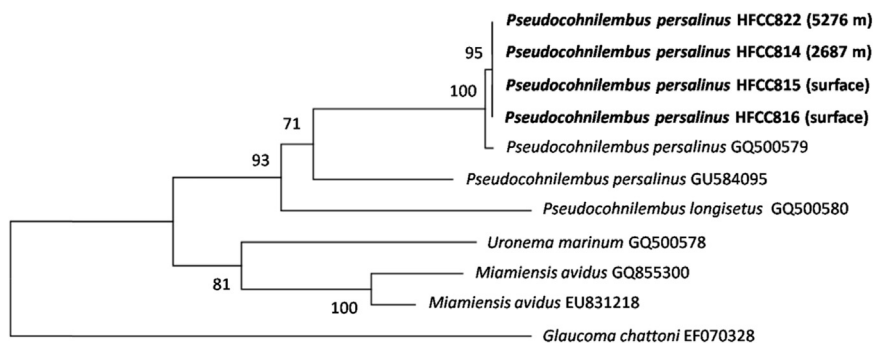 Pseudocohnilembus persalinus HFCC822 (5276 m)
95
Pseudocohnilembus persalinus HFCC814 (2687 m)
Pseudocohnilembus persalinus HFCC815 (surface)
100
Pseudocohnilembus persalinus HFCC816 (surface)
71
Pseudocohnilembus persalinus GQ500579
93
Pseudocohnilembus persalinus GU584095
Pseudocohnilembus longisetus GQ500580
Uronema marinum GQ500578
Miamiensis avidus GQ855300
81
Miamiensis avidus EU831218
100
Glaucoma chattoni EF070328